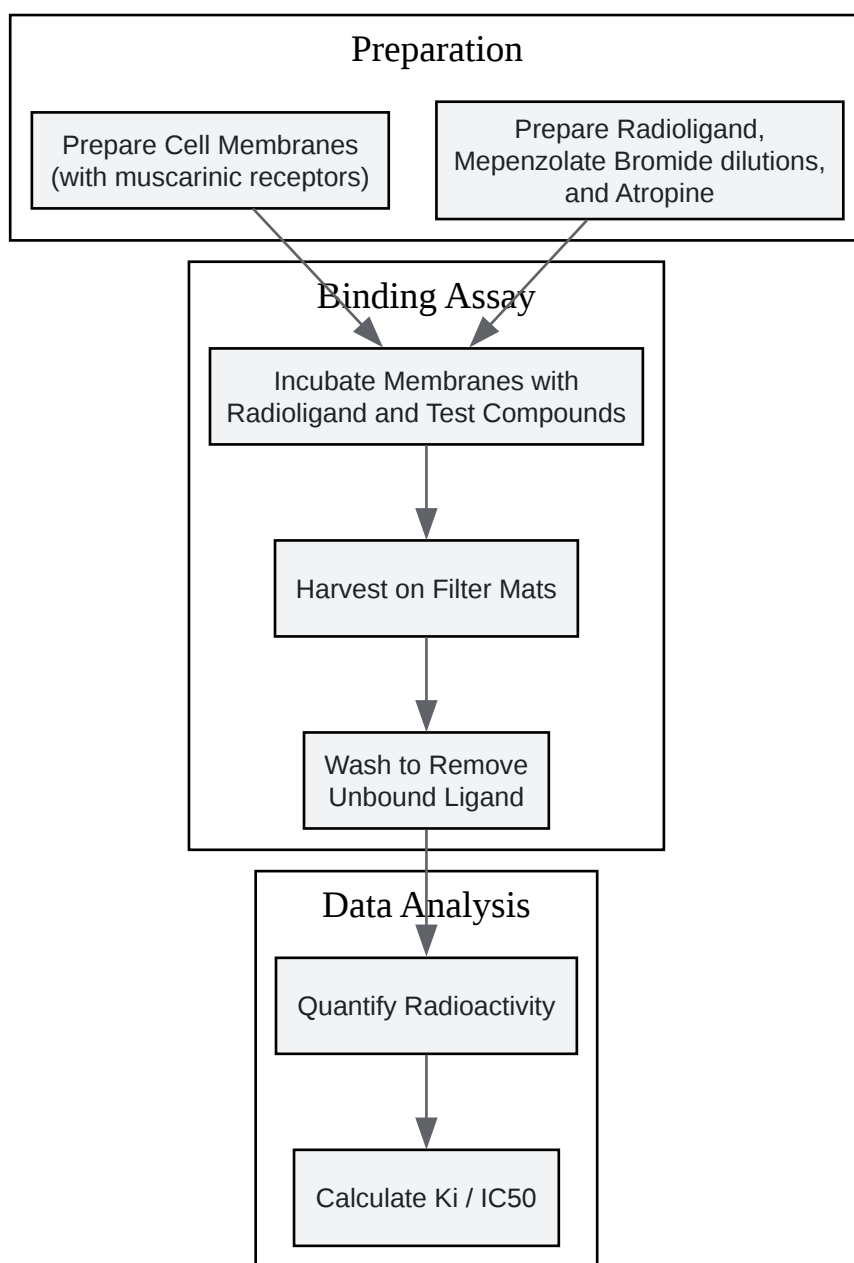 Preparation
Prepare Cell Membranes
(with muscarinic receptors)
Prepare Radioligand,
Mepenzolate Bromide dilutions,
and Atropine
Binding Assay
Incubate Membranes with
Radioligand and Test Compounds
Harvest on Filter Mats
Wash to Remove
Unbound Ligand
Data Analysis
Quantify Radioactivity
Calculate Ki / IC50